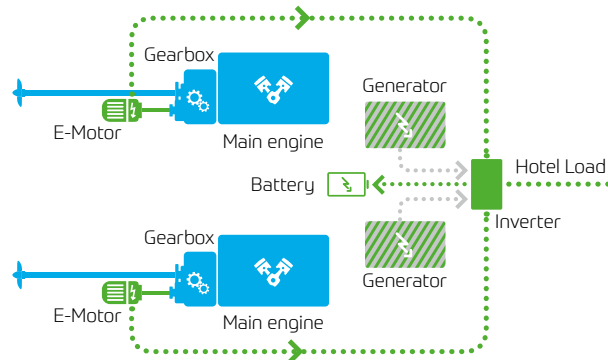 Gearbox
Generator
E-Motor
Main engine
Hotel Load
Battery
Inverter
Gearbox
Generator
E-Motor
Main engine